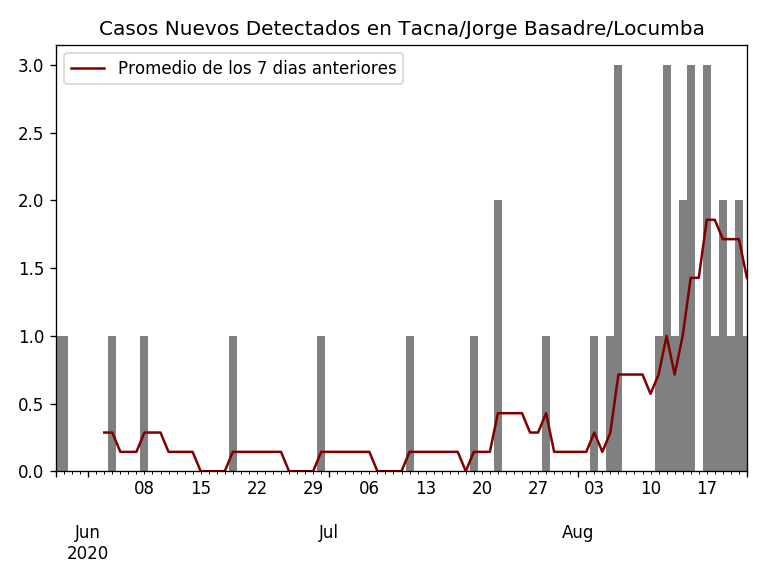 Casos Nuevos Detectados en Tacna/Jorge Basadre/Locumba
Promedio de los 7 dias anteriores
3.0
2.5
2.0
1.5
1.0
0.5
0.0
08 15 22 29 06 13 20 27 03 10 17
Jun Jul Aug
2020